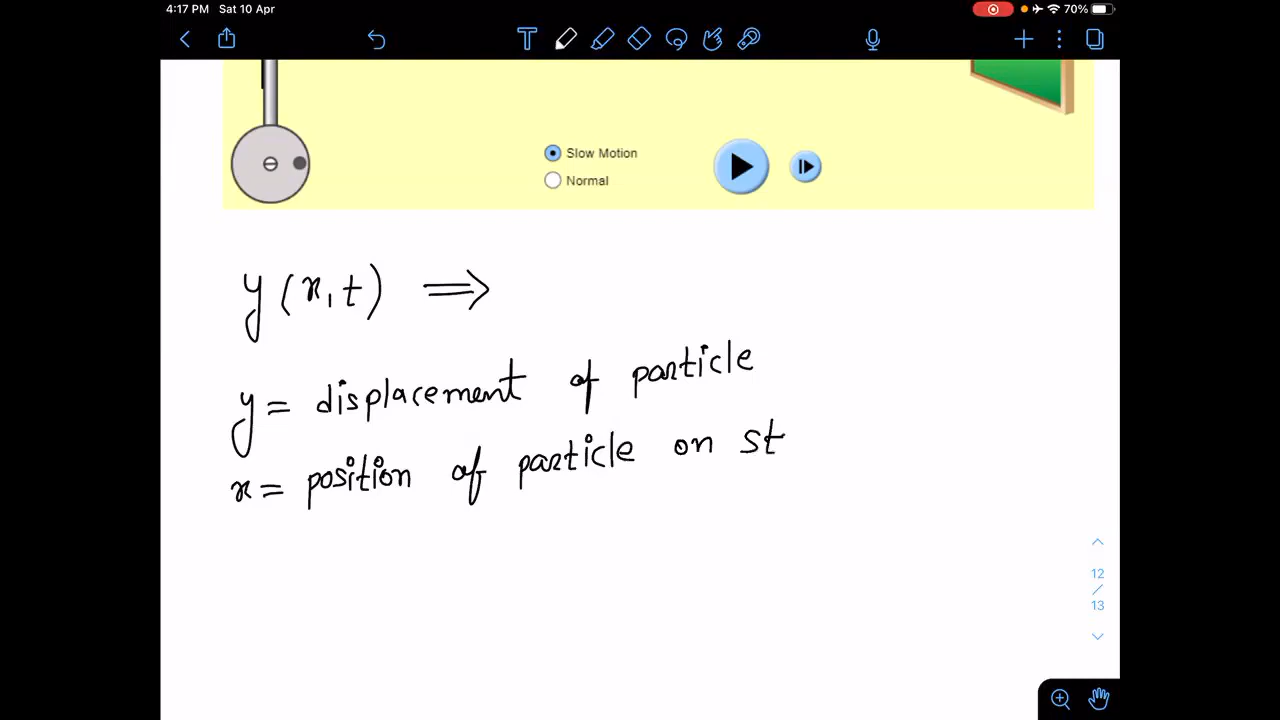 4:17 PM Sat 10 Apr
70%
Slow Motion
Normal
y(x,t) ⟹
y = displacement of particle
x = position of particle on st
12
/
13